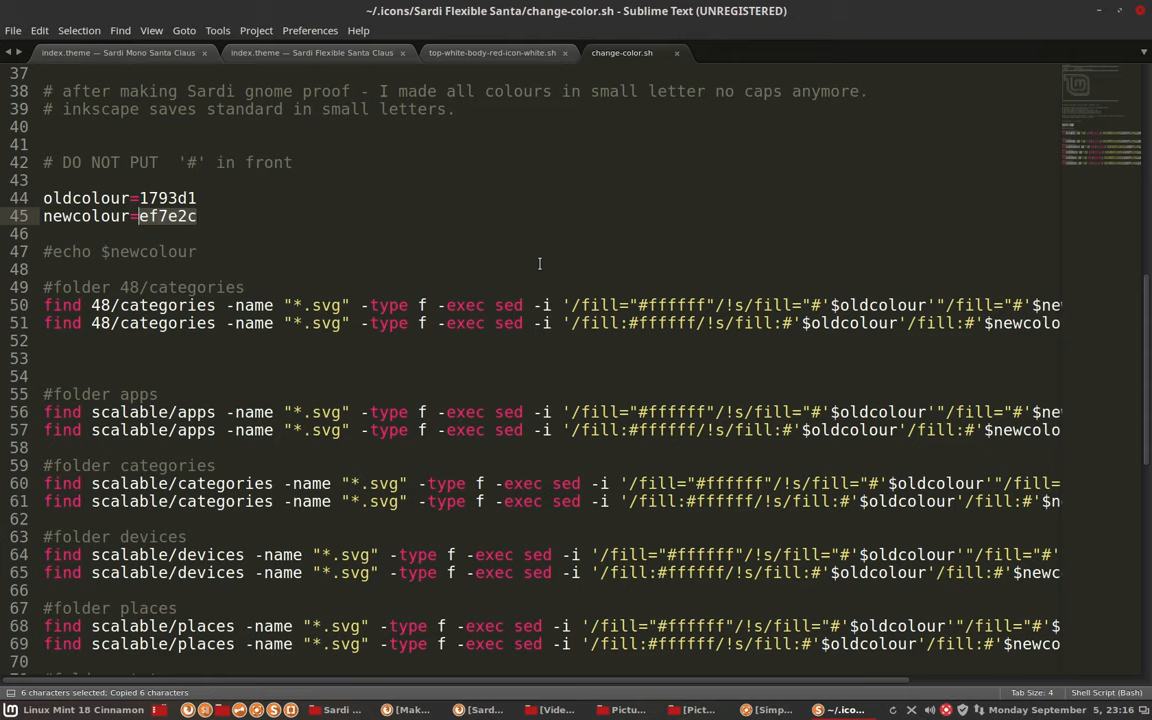 ~/.icons/Sardi Flexible Santa/change-color.sh - Sublime Text (UNREGISTERED)
File Edit Selection Find View Goto Tools Project Preferences Help
index.theme — Sardi Mono Santa Claus × index.theme — Sardi Flexible Santa Claus × top-white-body-red-icon-white.sh × change-color.sh ×
37
38 # after making Sardi gnome proof - I made all colours in small letter no caps anymore.
39 # inkscape saves standard in small letters.
40
41
42 # DO NOT PUT  '#' in front
43
44 oldcolour=1793d1
45 newcolour=ef7e2c
46
47 #echo $newcolour
48
49 #folder 48/categories
50 find 48/categories -name "*.svg" -type f -exec sed -i '/fill="#ffffff"/!s/fill="#'$oldcolour'"/fill="#'$ne
51 find 48/categories -name "*.svg" -type f -exec sed -i '/fill:#ffffff/!s/fill:#'$oldcolour'/fill:#'$newcolo
52
53
54
55 #folder apps
56 find scalable/apps -name "*.svg" -type f -exec sed -i '/fill="#ffffff"/!s/fill="#'$oldcolour'"/fill="#'$ne
57 find scalable/apps -name "*.svg" -type f -exec sed -i '/fill:#ffffff/!s/fill:#'$oldcolour'/fill:#'$newcolo
58
59 #folder categories
60 find scalable/categories -name "*.svg" -type f -exec sed -i '/fill="#ffffff"/!s/fill="#'$oldcolour'"/fill=
61 find scalable/categories -name "*.svg" -type f -exec sed -i '/fill:#ffffff/!s/fill:#'$oldcolour'/fill:#'$n
62
63 #folder devices
64 find scalable/devices -name "*.svg" -type f -exec sed -i '/fill="#ffffff"/!s/fill="#'$oldcolour'"/fill="#'
65 find scalable/devices -name "*.svg" -type f -exec sed -i '/fill:#ffffff/!s/fill:#'$oldcolour'/fill:#'$newc
66
67 #folder places
68 find scalable/places -name "*.svg" -type f -exec sed -i '/fill="#ffffff"/!s/fill="#'$oldcolour'"/fill="#'$
69 find scalable/places -name "*.svg" -type f -exec sed -i '/fill:#ffffff/!s/fill:#'$oldcolour'/fill:#'$newco
70
6 characters selected; Copied 6 characters Tab Size: 4 Shell Script (Bash)
Linux Mint 18 Cinnamon Sardi ... [Mak... [Sard... [Vide... Pictu... [Pict... [Simp... ~/.ico... Monday September 5, 23:16